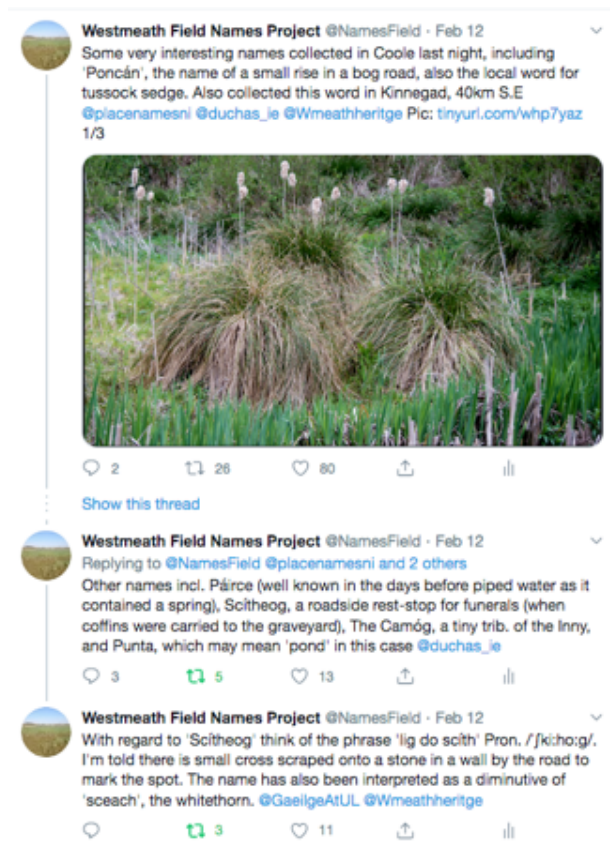 Westmeath Field Names Project @NamesField · Feb 12
Some very interesting names collected in Coole last night, including
'Poncán', the name of a small rise in a bog road, also the local word for
tussock sedge. Also collected this word in Kinnegad, 40km S.E
@placenamesni @duchas_ie @Wmeathheritge Pic: tinyurl.com/whp7yaz
1/3
2 26 80
Show this thread
Westmeath Field Names Project @NamesField · Feb 12
Replying to @NamesField @placenamesni and 2 others
Other names incl. Páirce (well known in the days before piped water as it
contained a spring), Scítheog, a roadside rest-stop for funerals (when
coffins were carried to the graveyard), The Camóg, a tiny trib. of the Inny,
and Punta, which may mean 'pond' in this case @duchas_ie
3 5 13
Westmeath Field Names Project @NamesField · Feb 12
With regard to 'Scítheog' think of the phrase 'lig do scíth' Pron. /'ʃki:ho:g/.
I'm told there is small cross scraped onto a stone in a wall by the road to
mark the spot. The name has also been interpreted as a diminutive of
'sceach', the whitethorn. @GaeilgeAtUL @Wmeathheritge
3 11